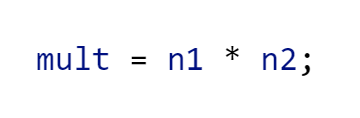 mult = n1 * n2;